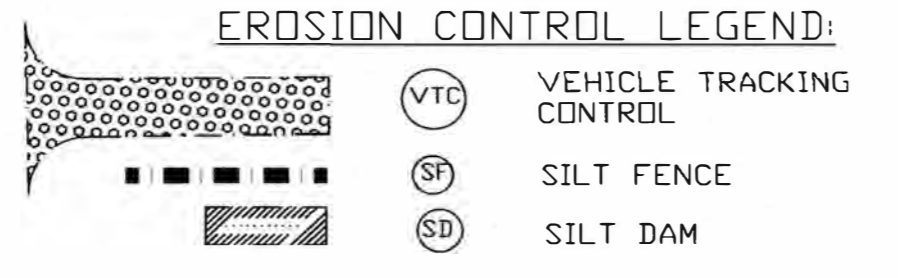 EROSION CONTROL LEGEND:
VTC VEHICLE TRACKING
CONTROL
SF SILT FENCE
SD SILT DAM